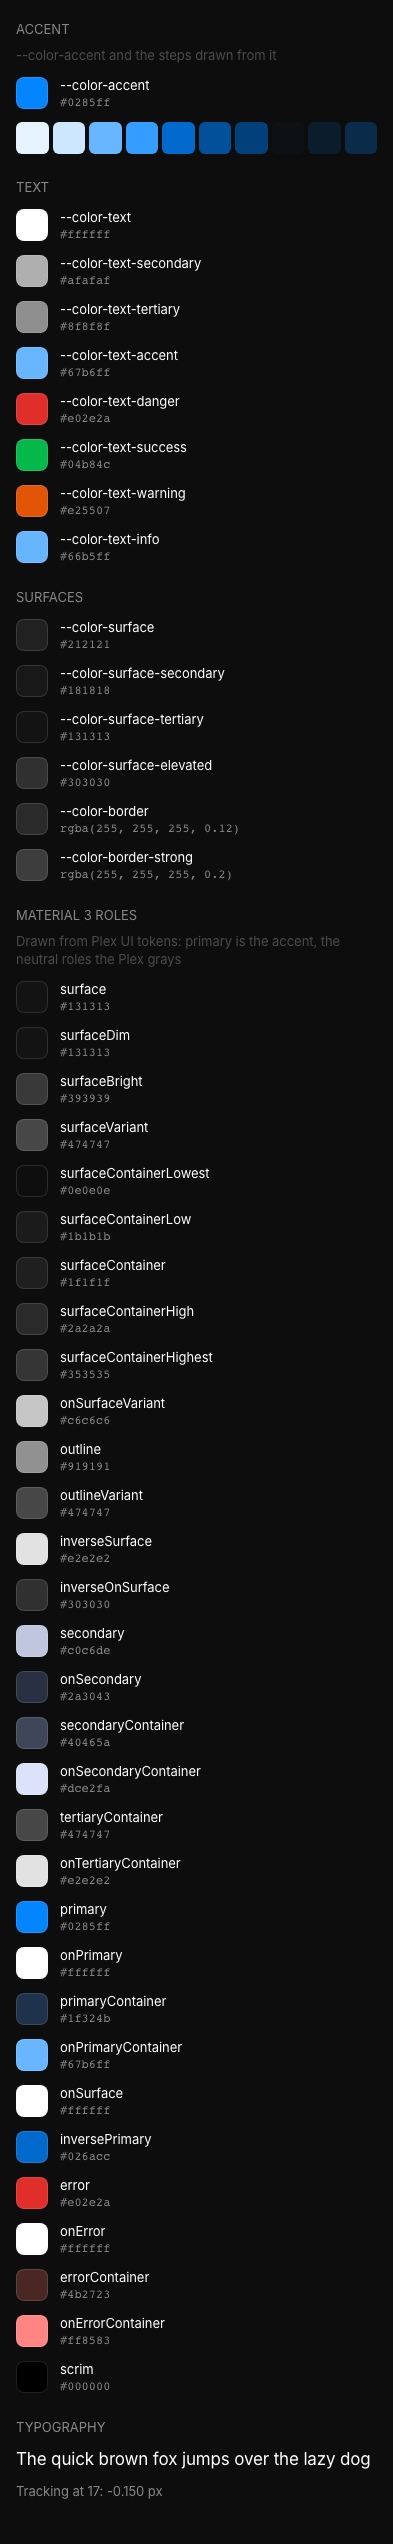 ACCENT
--color-accent and the steps drawn from it
--color-accent
#0285ff
TEXT
--color-text
#ffffff
--color-text-secondary
#afafaf
--color-text-tertiary
#8f8f8f
--color-text-accent
#67b6ff
--color-text-danger
#e02e2a
--color-text-success
#04b84c
--color-text-warning
#e25507
--color-text-info
#66b5ff
SURFACES
--color-surface
#212121
--color-surface-secondary
#181818
--color-surface-tertiary
#131313
--color-surface-elevated
#303030
--color-border
rgba(255, 255, 255, 0.12)
--color-border-strong
rgba(255, 255, 255, 0.2)
MATERIAL 3 ROLES
Drawn from Plex UI tokens: primary is the accent, the
neutral roles the Plex grays
surface
#131313
surfaceDim
#131313
surfaceBright
#393939
surfaceVariant
#474747
surfaceContainerLowest
#0e0e0e
surfaceContainerLow
#1b1b1b
surfaceContainer
#1f1f1f
surfaceContainerHigh
#2a2a2a
surfaceContainerHighest
#353535
onSurfaceVariant
#c6c6c6
outline
#919191
outlineVariant
#474747
inverseSurface
#e2e2e2
inverseOnSurface
#303030
secondary
#c0c6de
onSecondary
#2a3043
secondaryContainer
#40465a
onSecondaryContainer
#dce2fa
tertiaryContainer
#474747
onTertiaryContainer
#e2e2e2
primary
#0285ff
onPrimary
#ffffff
primaryContainer
#1f324b
onPrimaryContainer
#67b6ff
onSurface
#ffffff
inversePrimary
#026acc
error
#e02e2a
onError
#ffffff
errorContainer
#4b2723
onErrorContainer
#ff8583
scrim
#000000
TYPOGRAPHY
The quick brown fox jumps over the lazy dog
Tracking at 17: -0.150 px